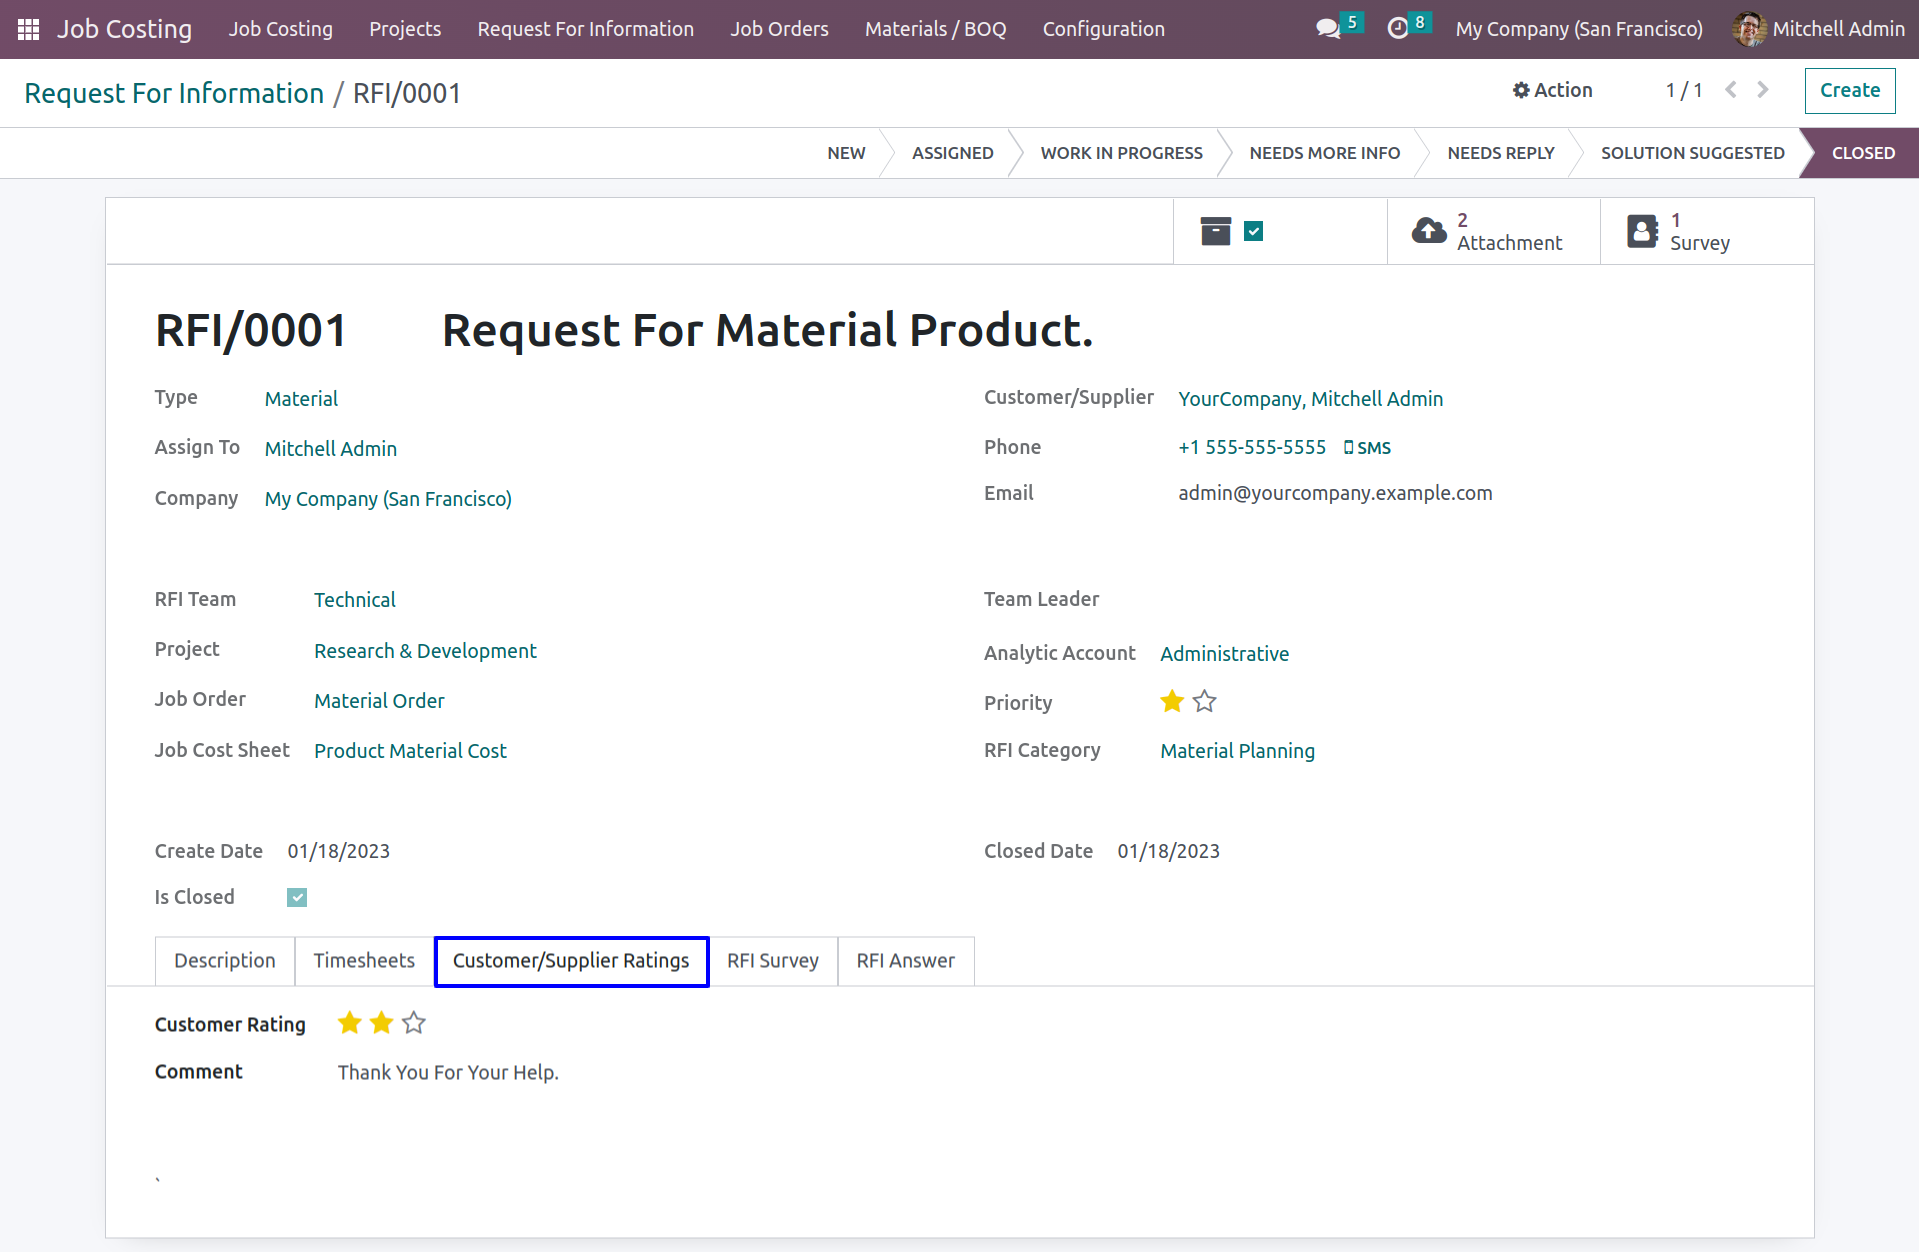 Job Costing Job Costing Projects Request For Information Job Orders Materials / BOQ Configuration 5 8 My Company (San Francisco) Mitchell Admin
Request For Information / RFI/0001 Action 1 / 1 Create
NEW ASSIGNED WORK IN PROGRESS NEEDS MORE INFO NEEDS REPLY SOLUTION SUGGESTED CLOSED
2 Attachment
1 Survey
RFI/0001 Request For Material Product.
Type Material
Assign To Mitchell Admin
Company My Company (San Francisco)
Customer/Supplier YourCompany, Mitchell Admin
Phone +1 555-555-5555 SMS
Email admin@yourcompany.example.com
RFI Team Technical
Project Research & Development
Job Order Material Order
Job Cost Sheet Product Material Cost
Team Leader
Analytic Account Administrative
Priority
RFI Category Material Planning
Create Date 01/18/2023
Is Closed
Closed Date 01/18/2023
Description Timesheets Customer/Supplier Ratings RFI Survey RFI Answer
Customer Rating
Comment Thank You For Your Help.
`